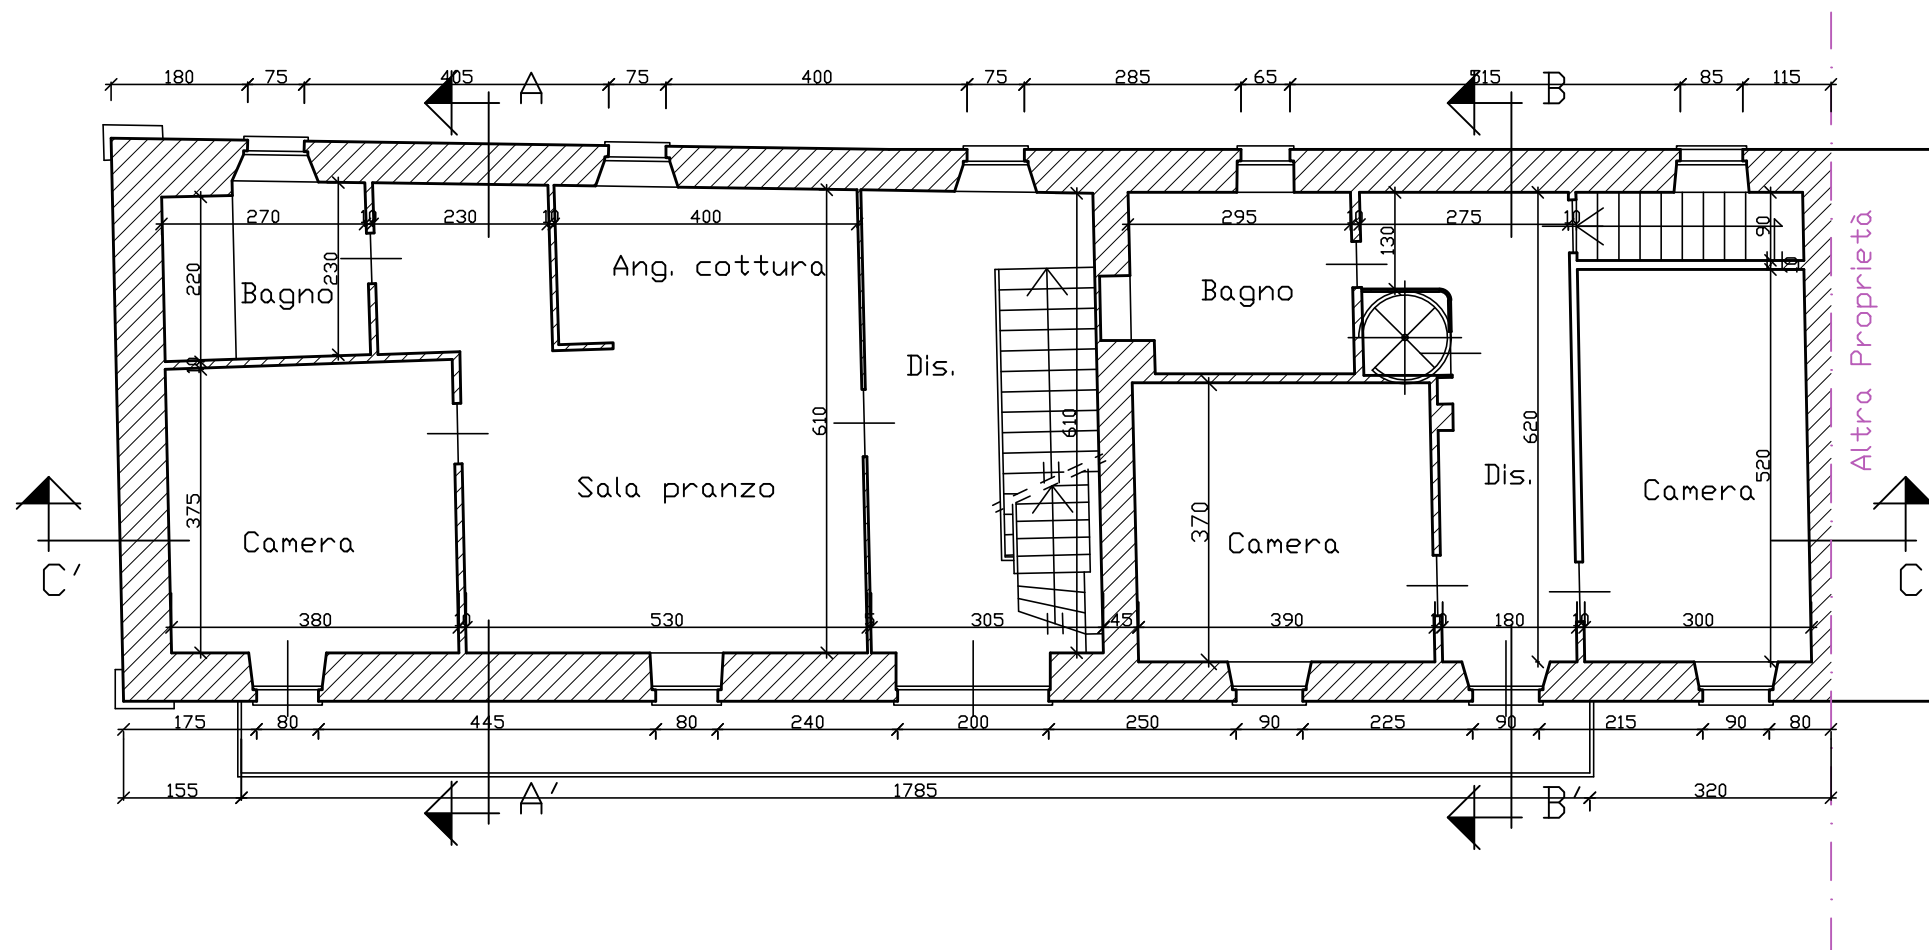 180 75 405 75 400 75 285 65 515 85 115
A B
270 10 230 10 400 295 10 275 10 90
130
Altra Proprietà
Ang. cottura
220 230
Bagno
Bagno
10
10
Dis.
610 610 620
520
Sala pranzo
Dis.
Camera
375 370
Camera
Camera
C' C
380 10 530 5 305 45 390 10 180 10 300
175 80 445 80 240 200 250 90 225 90 215 90 80
155 1785 320
A' B'